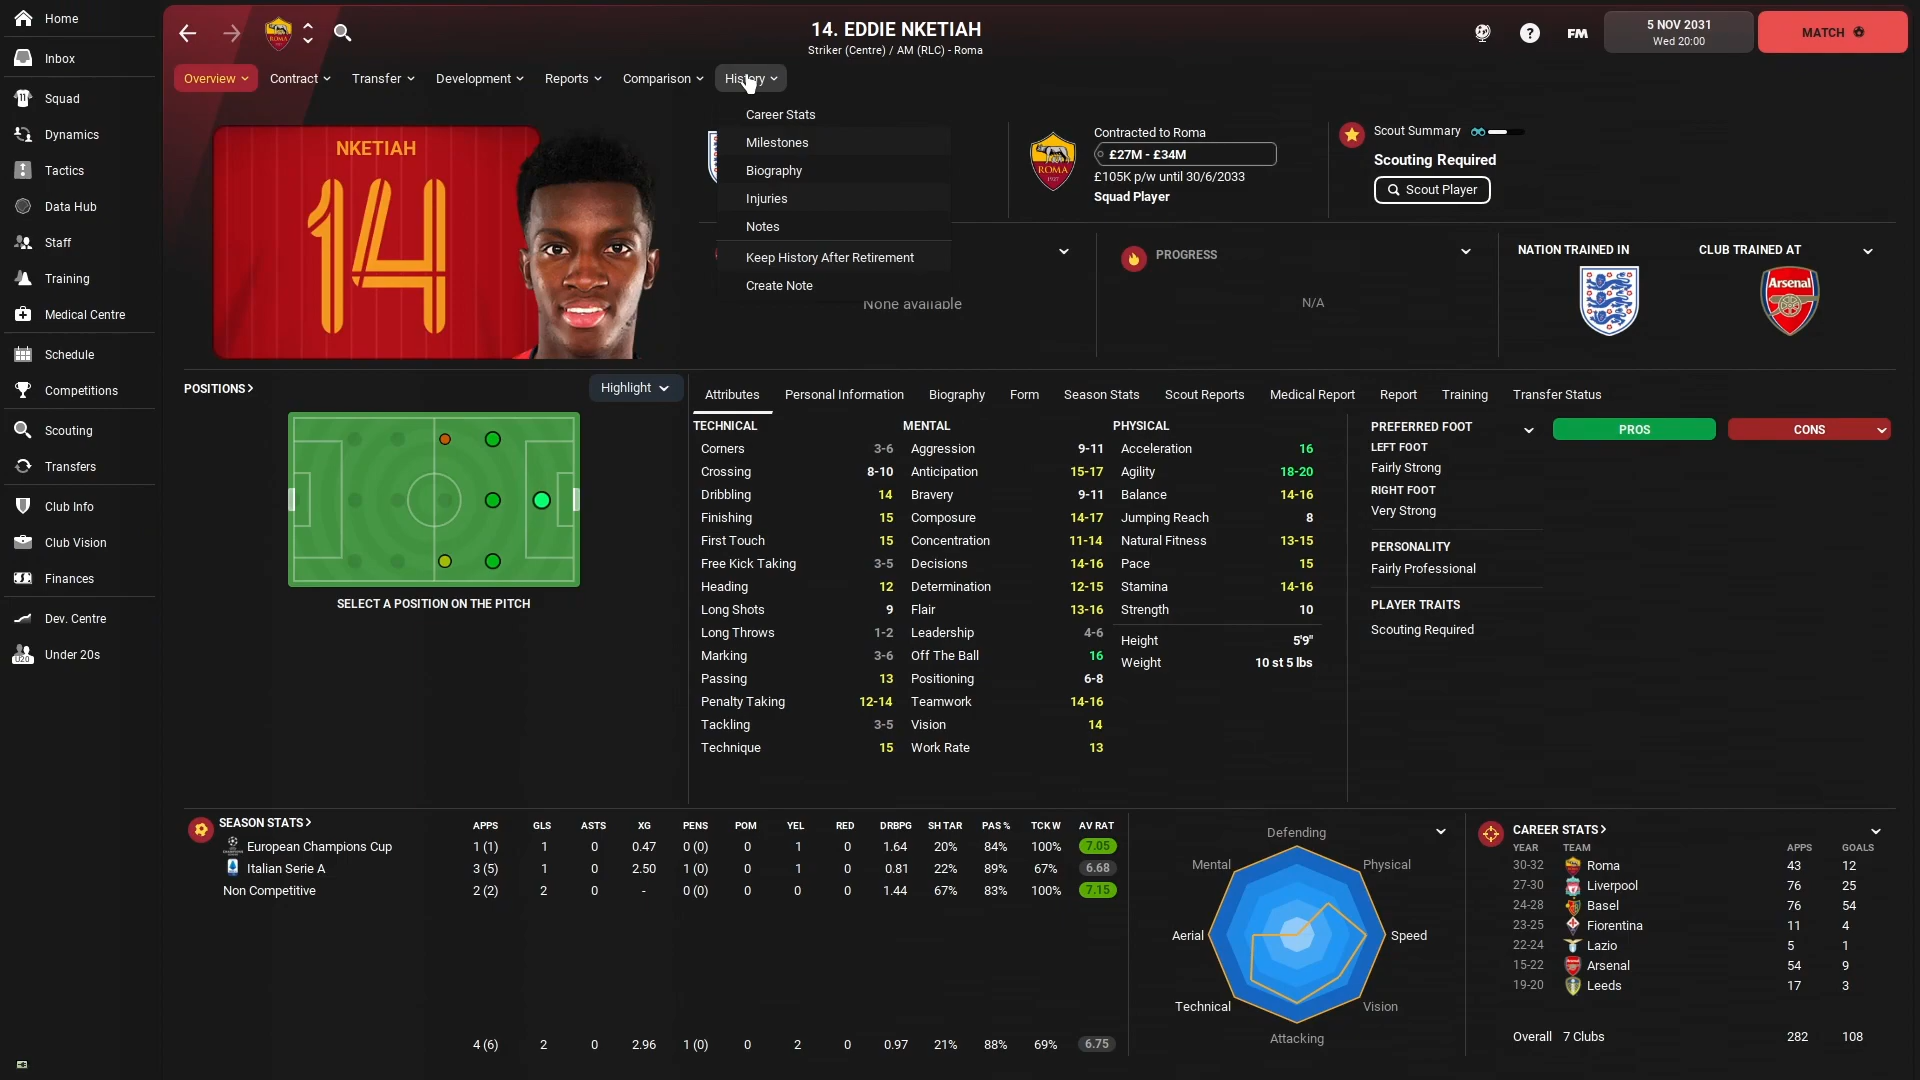 Home
Inbox
Squad
Dynamics
Tactics
Data Hub
Staff
Training
Medical Centre
Schedule
Competitions
Scouting
Transfers
Club Info
Club Vision
Finances
Dev. Centre
U20 Under 20s
14. EDDIE NKETIAH
Striker (Centre) / AM (RLC) - Roma
FM
5 NOV 2031
Wed 20:00
MATCH
Overview Contract Transfer Development Reports Comparison History
Career Stats
Milestones
Biography
Injuries
Notes
Keep History After Retirement
Create Note
NKETIAH
14
ROMA
Contracted to Roma
£27M - £34M
£105K p/w until 30/6/2033
Squad Player
Scout Summary
Scouting Required
Scout Player
None available
PROGRESS
N/A
NATION TRAINED IN
CLUB TRAINED AT
Arsenal
POSITIONS
Highlight
SELECT A POSITION ON THE PITCH
Attributes Personal Information Biography Form Season Stats Scout Reports Medical Report Report Training Transfer Status
TECHNICAL
Corners 3-6
Crossing 8-10
Dribbling 14
Finishing 15
First Touch 15
Free Kick Taking 3-5
Heading 12
Long Shots 9
Long Throws 1-2
Marking 3-6
Passing 13
Penalty Taking 12-14
Tackling 3-5
Technique 15
MENTAL
Aggression 9-11
Anticipation 15-17
Bravery 9-11
Composure 14-17
Concentration 11-14
Decisions 14-16
Determination 12-15
Flair 13-16
Leadership 4-6
Off The Ball 16
Positioning 6-8
Teamwork 14-16
Vision 14
Work Rate 13
PHYSICAL
Acceleration 16
Agility 18-20
Balance 14-16
Jumping Reach 8
Natural Fitness 13-15
Pace 15
Stamina 14-16
Strength 10
Height 5'9"
Weight 10 st 5 lbs
PREFERRED FOOT
LEFT FOOT
Fairly Strong
RIGHT FOOT
Very Strong
PERSONALITY
Fairly Professional
PLAYER TRAITS
Scouting Required
PROS
CONS
SEASON STATS APPS GLS ASTS XG PENS POM YEL RED DRBPG SH TAR PAS % TCK W AV RAT
European Champions Cup 1 (1) 1 0 0.47 0 (0) 0 1 0 1.64 20% 84% 100% 7.05
Italian Serie A 3 (5) 1 0 2.50 1 (0) 0 1 0 0.81 22% 89% 67% 6.68
Non Competitive 2 (2) 2 0 - 0 (0) 0 0 0 1.44 67% 83% 100% 7.15
4 (6) 2 0 2.96 1 (0) 0 2 0 0.97 21% 88% 69% 6.75
Defending
Physical
Speed
Vision
Attacking
Technical
Aerial
Mental
CAREER STATS
YEAR TEAM APPS GOALS
30-32 Roma 43 12
27-30 Liverpool 76 25
24-28 Basel 76 54
23-25 Fiorentina 11 4
22-24 Lazio 5 1
15-22 Arsenal 54 9
19-20 Leeds 17 3
Overall 7 Clubs 282 108